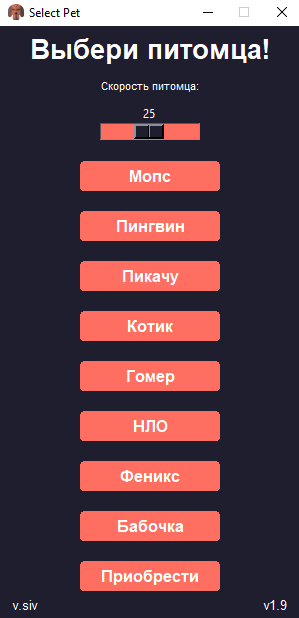 Select Pet
Выбери питомца!
Скорость питомца:
25
Мопс
Пингвин
Пикачу
Котик
Гомер
НЛО
Феникс
Бабочка
Приобрести
v.siv v1.9